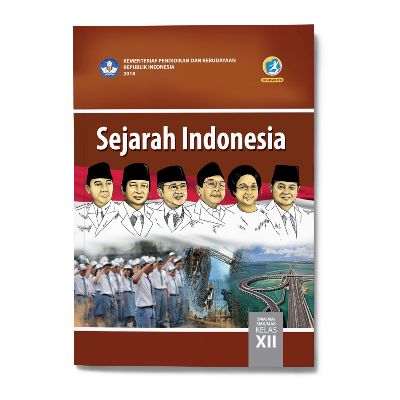 KEMENTERIAN PENDIDIKAN DAN KEBUDAYAAN
REPUBLIK INDONESIA
2018
Sejarah Indonesia
SMA/MA/
SMK/MAK
KELAS
XII